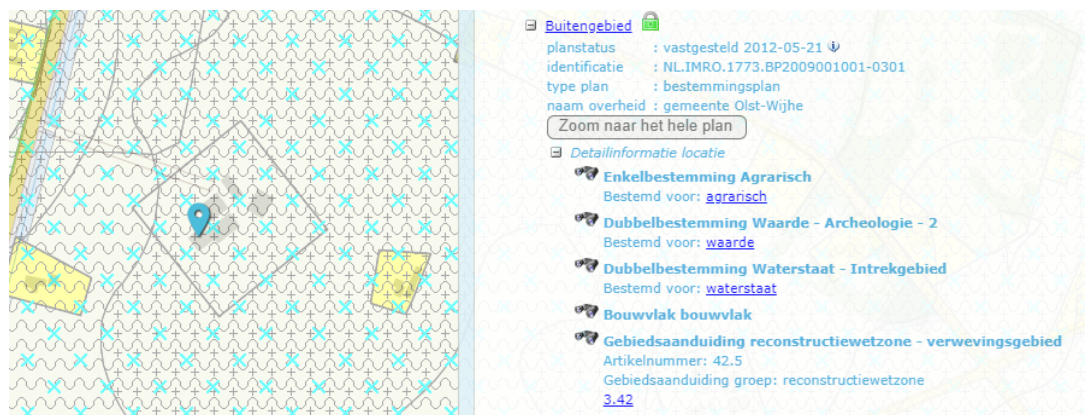 Buitengebied
planstatus : vastgesteld 2012-05-21
identificatie : NL.IMRO.1773.BP2009001001-0301
type plan : bestemmingsplan
naam overheid : gemeente Olst-Wijhe
Zoom naar het hele plan
Detailinformatie locatie
Enkelbestemming Agrarisch
Bestemd voor: agrarisch
Dubbelbestemming Waarde - Archeologie - 2
Bestemd voor: waarde
Dubbelbestemming Waterstaat - Intrekgebied
Bestemd voor: waterstaat
Bouwvlak bouwvlak
Gebiedsaanduiding reconstructiewetzone - verwevingsgebied
Artikelnummer: 42.5
Gebiedsaanduiding groep: reconstructiewetzone
3.42